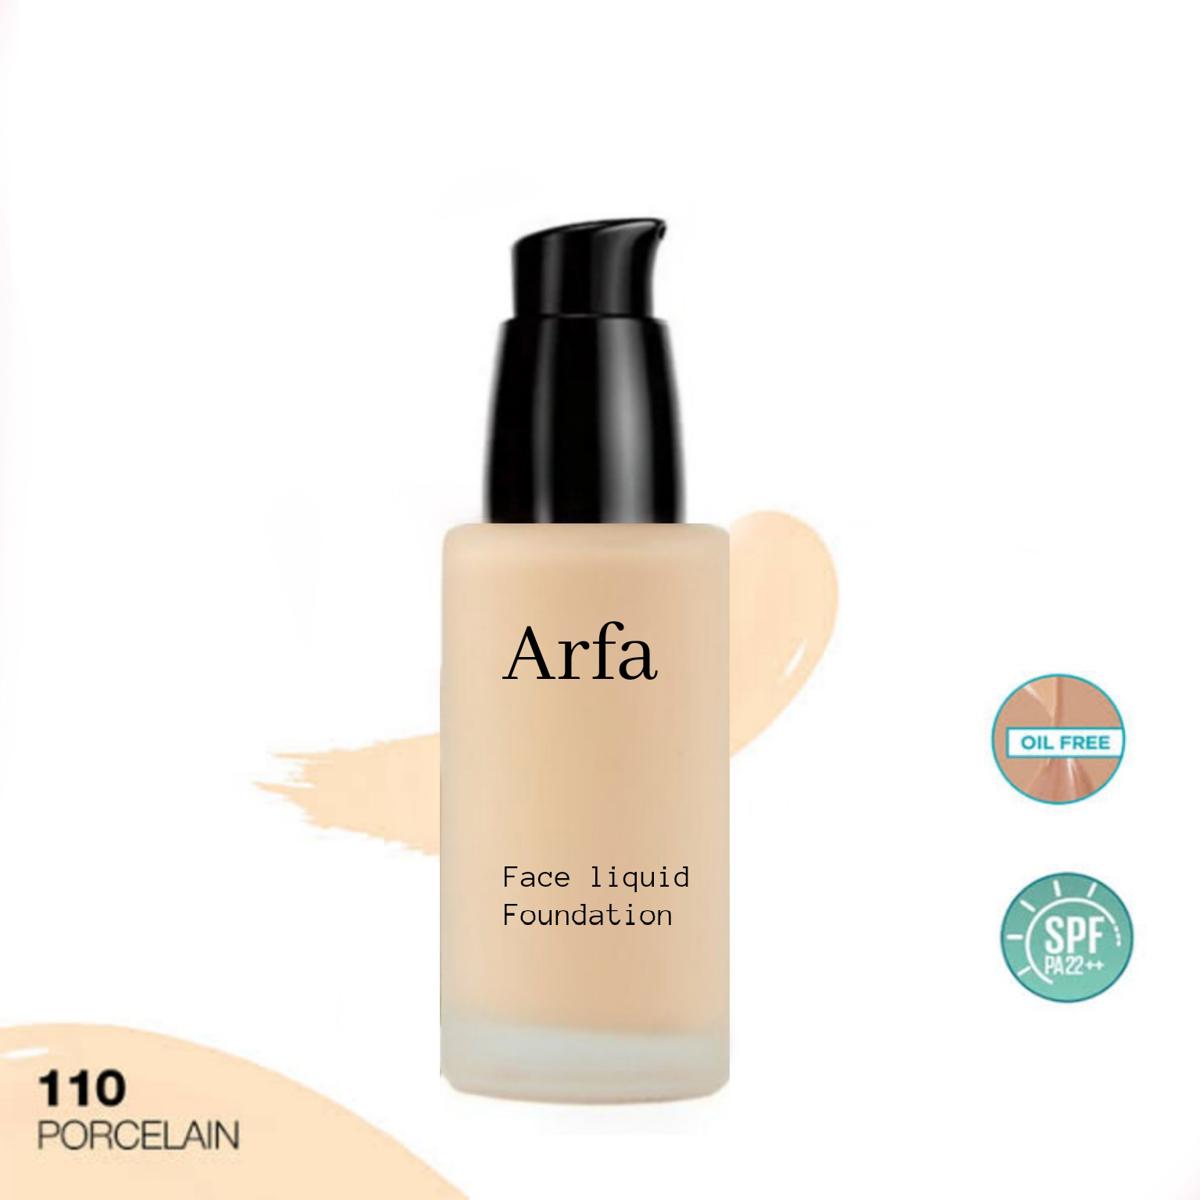 Arfa
Face liquid
Foundation
OIL FREE
SPF
PA22++
110
PORCELAIN